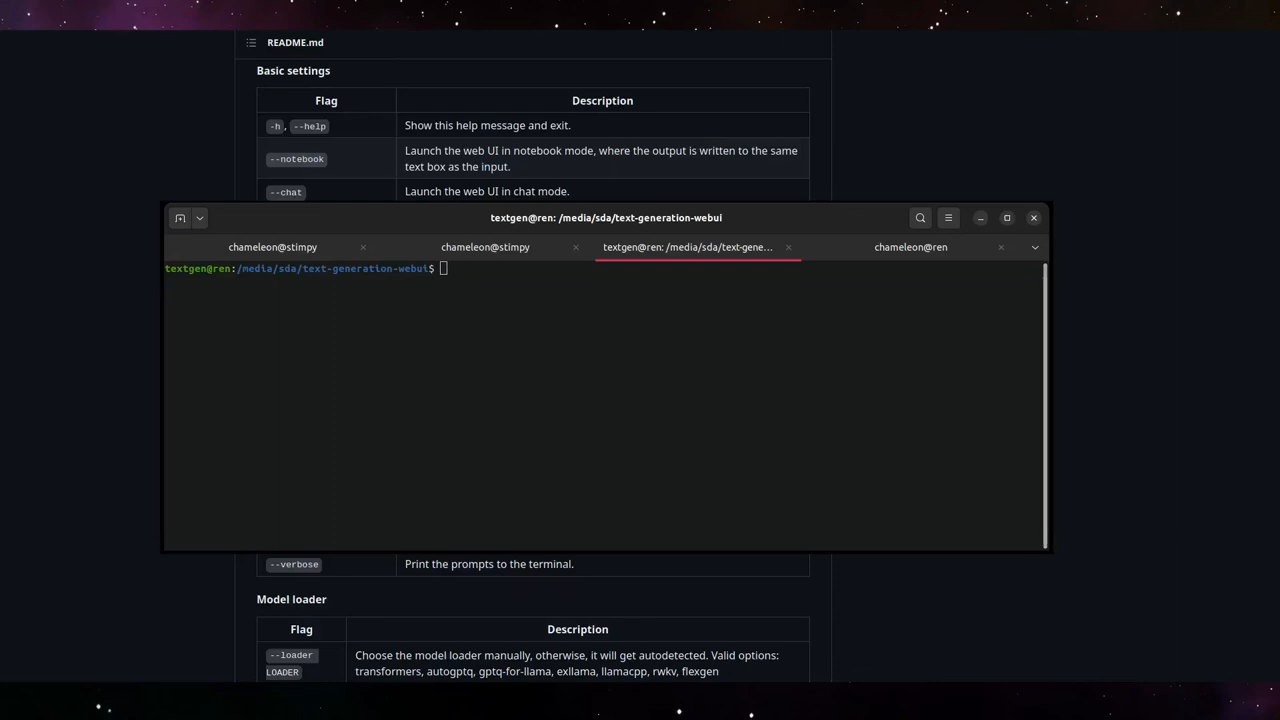 README.md
Basic settings
Flag Description
-h, --help Show this help message and exit.
--notebook Launch the web UI in notebook mode, where the output is written to the same
text box as the input.
--chat Launch the web UI in chat mode.
textgen@ren: /media/sda/text-generation-webui
chameleon@stimpy chameleon@stimpy textgen@ren: /media/sda/text-gene... chameleon@ren
textgen@ren:/media/sda/text-generation-webui$
--verbose Print the prompts to the terminal.
Model loader
Flag Description
--loader Choose the model loader manually, otherwise, it will get autodetected. Valid options:
LOADER transformers, autogptq, gptq-for-llama, exllama, llamacpp, rwkv, flexgen